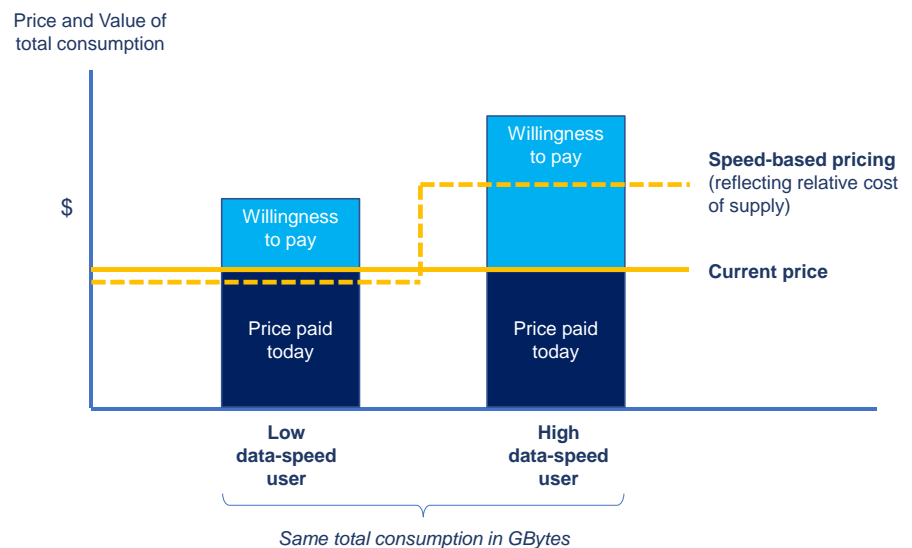 Price and Value of
total consumption
Willingness
to pay
Speed-based pricing
(reflecting relative cost
of supply)
$
Willingness
to pay
Current price
Price paid
today
Price paid
today
Low
data-speed
user
High
data-speed
user
Same total consumption in GBytes